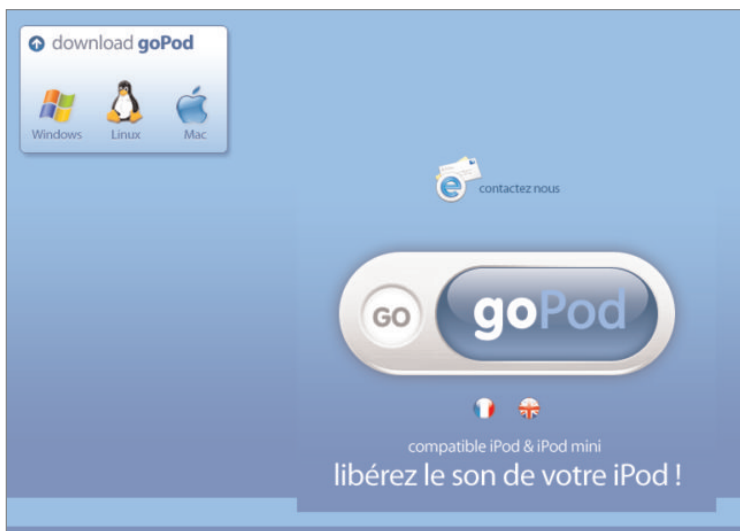 download goPod
Windows Linux Mac
contactez nous
GO goPod
compatible iPod & iPod mini
libérez le son de votre iPod !